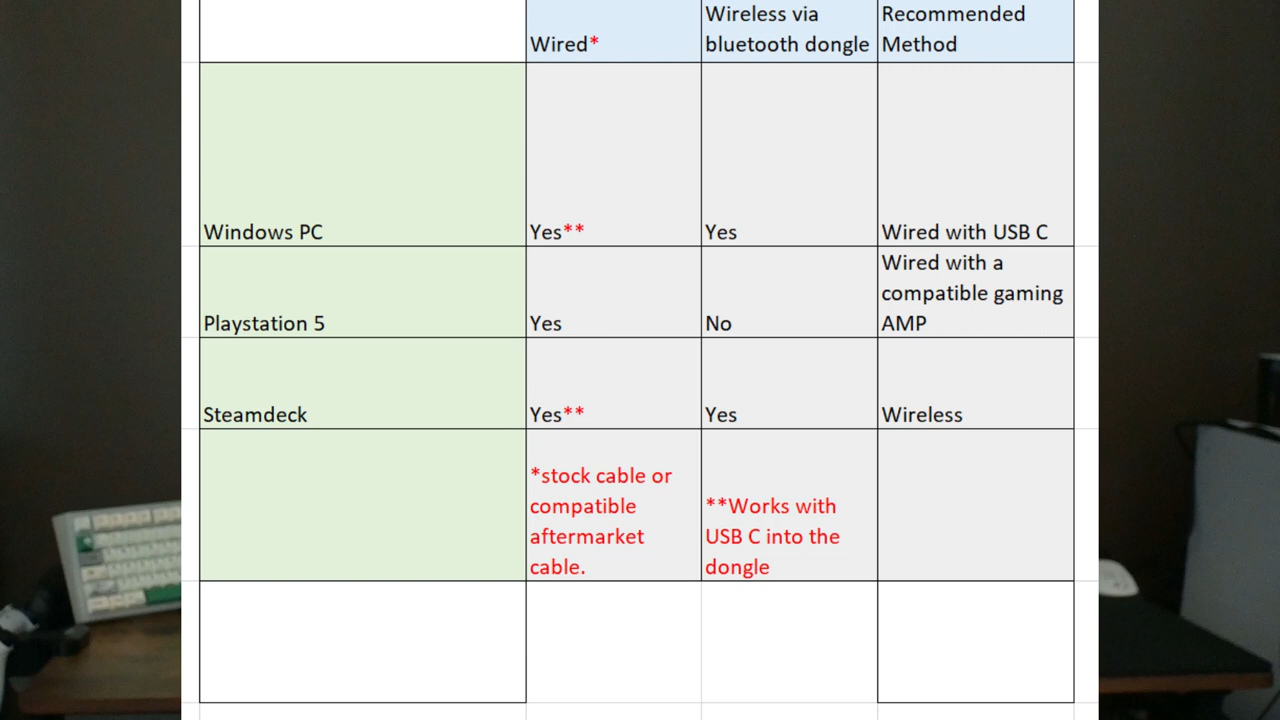 Wired*
Wireless via
bluetooth dongle
Recommended
Method
Windows PC
Yes**
Yes
Wired with USB C
Playstation 5
Yes
No
Wired with a
compatible gaming
AMP
Steamdeck
Yes**
Yes
Wireless
*stock cable or
compatible
aftermarket
cable.
**Works with
USB C into the
dongle